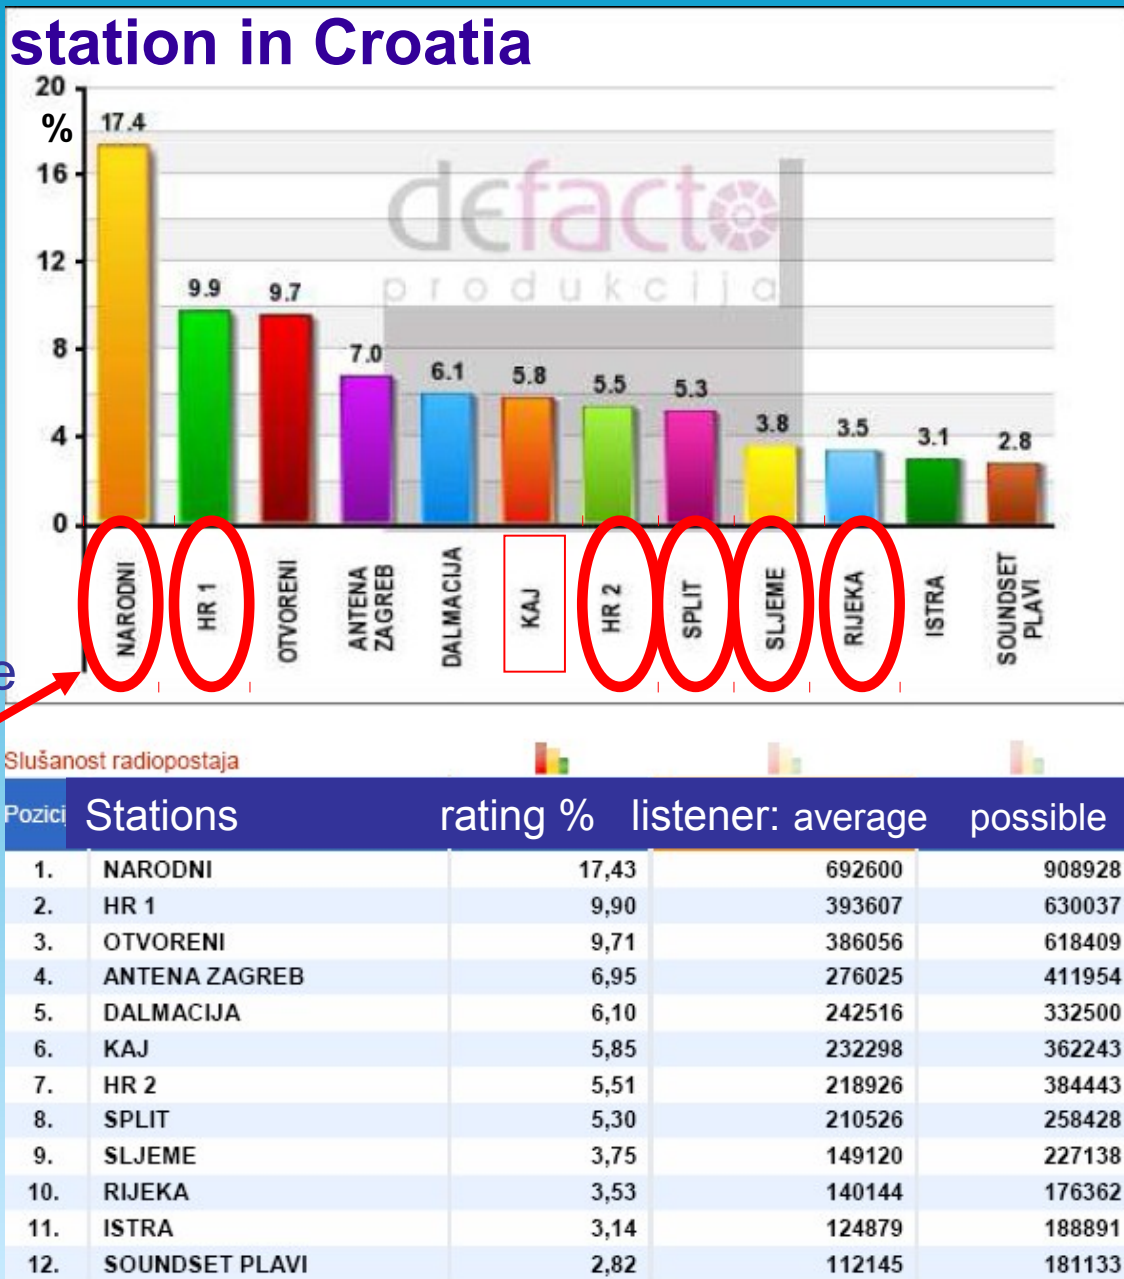 station in Croatia
20
%
17.4
16
defacto
produkcija
12
9.9
9.7
8
7.0
6.1
5.8
5.5
5.3
4
3.8
3.5
3.1
2.8
0
NARODNI
HR 1
OTVORENI
ANTENA
ZAGREB
DALMACIJA
KAJ
HR 2
SPLIT
SLJEME
RIJEKA
ISTRA
SOUNDSET
PLAVI
e
Slušanost radiopostaja
Pozici Stations rating % listener: average possible
1. NARODNI 17,43 692600 908928
2. HR 1 9,90 393607 630037
3. OTVORENI 9,71 386056 618409
4. ANTENA ZAGREB 6,95 276025 411954
5. DALMACIJA 6,10 242516 332500
6. KAJ 5,85 232298 362243
7. HR 2 5,51 218926 384443
8. SPLIT 5,30 210526 258428
9. SLJEME 3,75 149120 227138
10. RIJEKA 3,53 140144 176362
11. ISTRA 3,14 124879 188891
12. SOUNDSET PLAVI 2,82 112145 181133